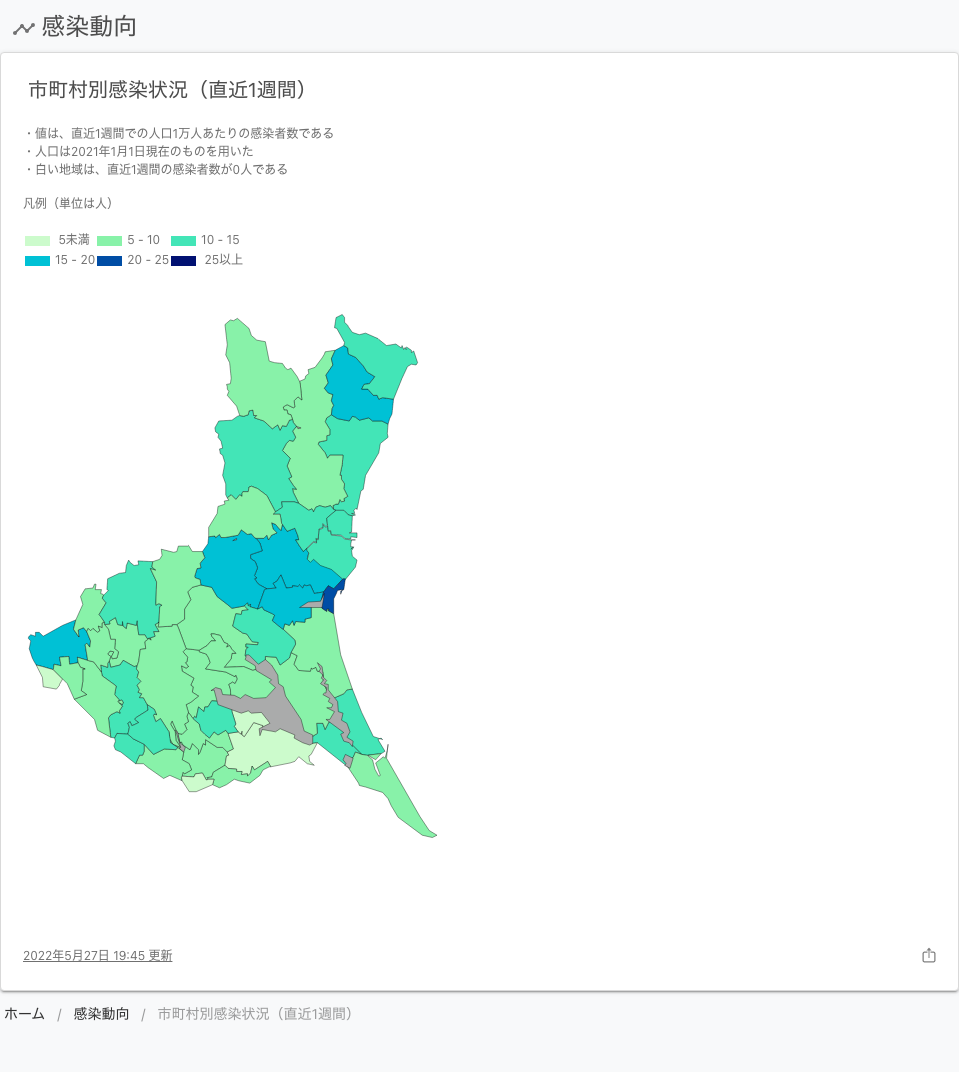 感染動向
市町村別感染状況（直近1週間）
・値は、直近1週間での人口1万人あたりの感染者数である
・人口は2021年1月1日現在のものを用いた
・白い地域は、直近1週間の感染者数が0人である
凡例（単位は人）
5未満 5 - 10 10 - 15
15 - 20 20 - 25 25以上
2022年5月27日 19:45 更新
ホーム / 感染動向 / 市町村別感染状況（直近1週間）